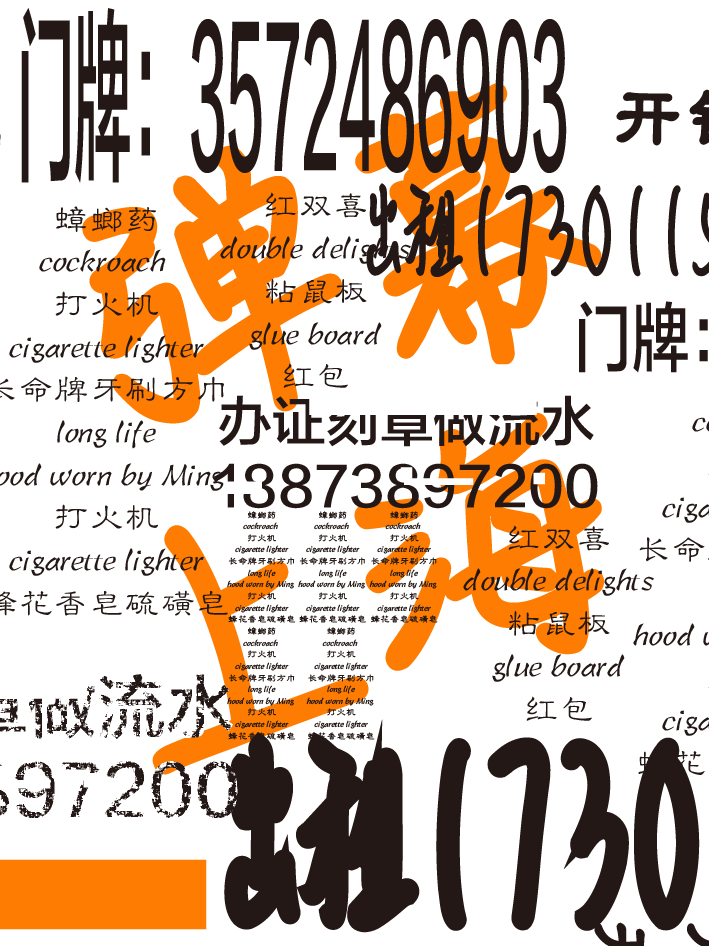 门牌：3572486903
开
弹幕
出租17301
门牌：
蟑螂药
cockroach
打火机
cigarette lighter
长命牌牙刷方巾
long life
hood worn by Ming
打火机
cigarette lighter
蜂花香皂硫磺皂
红双喜
double delights
粘鼠板
glue board
红包
办证刻章做流水
13873897200
上海
蟑螂药 蟑螂药 蟑螂药
cockroach cockroach cockroach
打火机 打火机 打火机
cigarette lighter cigarette lighter cigarette lighter
长命牌牙刷方巾 长命牌牙刷方巾 长命牌牙刷方巾
long life long life long life
hood worn by Ming hood worn by Ming hood worn by Ming
打火机 打火机 打火机
cigarette lighter cigarette lighter cigarette lighter
蜂花香皂硫磺皂 蜂花香皂硫磺皂 蜂花香皂硫磺皂
蟑螂药 蟑螂药
cockroach cockroach
打火机 打火机
cigarette lighter cigarette lighter
长命牌牙刷方巾 长命牌牙刷方巾
long life long life
hood worn by Ming hood worn by Ming
打火机 打火机
cigarette lighter cigarette lighter
蜂花香皂硫磺皂 蜂花香皂硫磺皂
红双喜
double delights
粘鼠板
glue board
红包
co
ciga
长命
hood w
ciga
蜂花
做流水
897200
出租1730